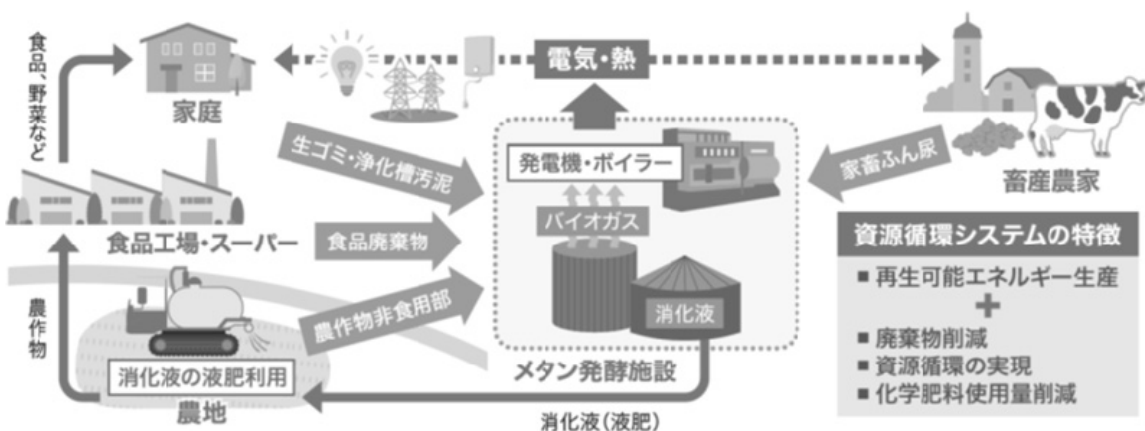 食品、野菜など
家庭
電気・熱
生ゴミ・浄化槽汚泥
発電機・ボイラー
家畜ふん尿
畜産農家
バイオガス
食品工場・スーパー
食品廃棄物
資源循環システムの特徴
■ 再生可能エネルギー生産
+
■ 廃棄物削減
■ 資源循環の実現
■ 化学肥料使用量削減
農作物
農作物非食用部
消化液
メタン発酵施設
消化液の液肥利用
農地
消化液(液肥)